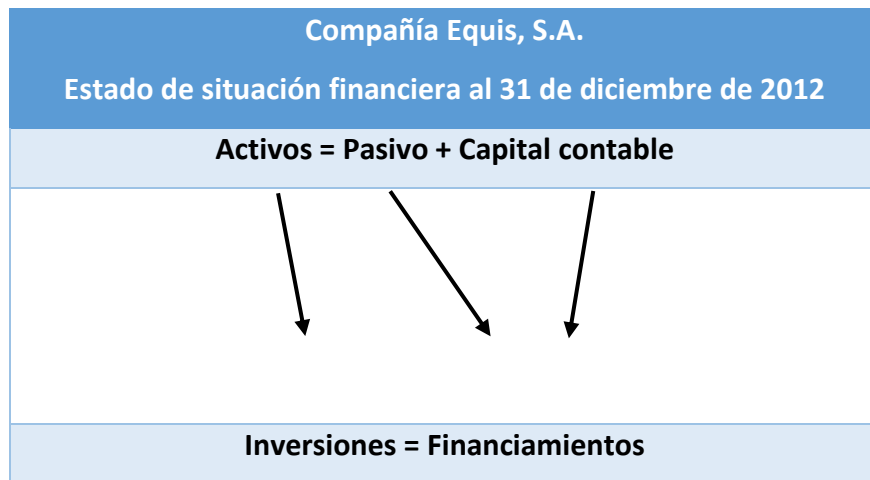 Compañía Equis, S.A.
Estado de situación financiera al 31 de diciembre de 2012
Activos = Pasivo + Capital contable
Inversiones = Financiamientos